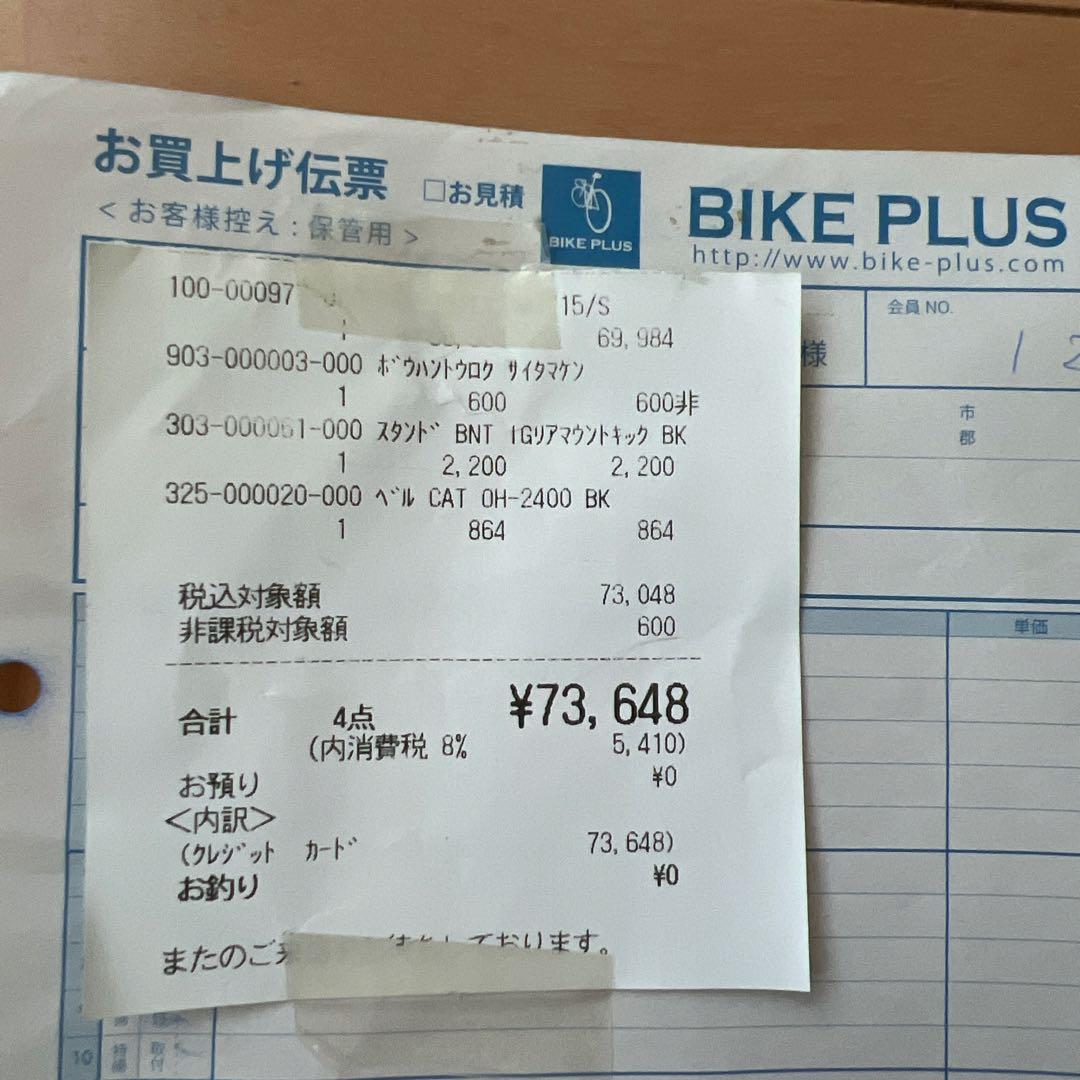 お買上げ伝票 □お見積
BIKE PLUS
BIKE PLUS
http://www.bike-plus.com
< お客様控え：保管用 >
会員 NO.
様
1 2
市
郡
単価
100-00097 15/S
1 69,984
903-000003-000 ﾎﾞｳﾊﾝﾄｳﾛｸ ｻｲﾀﾏｹﾝ
1 600 600非
303-000061-000 ｽﾀﾝﾄﾞ BNT 1Gﾘｱﾏｳﾝﾄｷｯｸ BK
1 2,200 2,200
325-000020-000 ﾍﾞﾙ CAT OH-2400 BK
1 864 864
税込対象額 73,048
非課税対象額 600
合計 4点 ¥73,648
(内消費税 8% 5,410)
お預り ¥0
<内訳>
(ｸﾚｼﾞｯﾄ ｶｰﾄﾞ 73,648)
お釣り ¥0
またのご しております。
10
取付